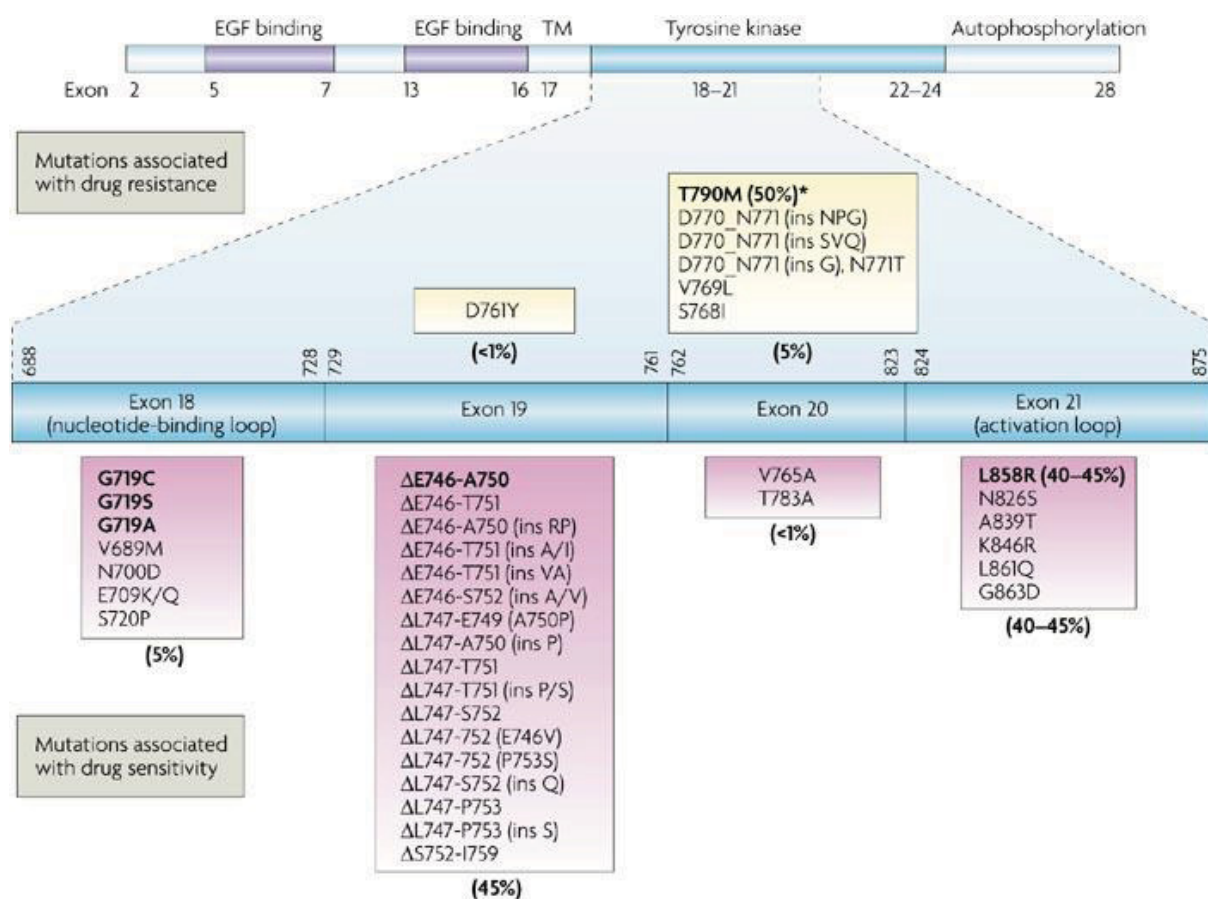 EGF binding EGF binding TM Tyrosine kinase Autophosphorylation
Exon 2 5 7 13 16 17 18–21 22–24 28
Mutations associated
with drug resistance
T790M (50%)*
D770_N771 (ins NPG)
D770_N771 (ins SVQ)
D770_N771 (ins G), N771T
V769L
S768I
(5%)
D761Y
(<1%)
688 728 729 761 762 823 824 875
Exon 18
(nucleotide-binding loop)
Exon 19
Exon 20
Exon 21
(activation loop)
G719C
G719S
G719A
V689M
N700D
E709K/Q
S720P
(5%)
ΔE746-A750
ΔE746-T751
ΔE746-A750 (ins RP)
ΔE746-T751 (ins A/I)
ΔE746-T751 (ins VA)
ΔE746-S752 (ins A/V)
ΔL747-E749 (A750P)
ΔL747-A750 (ins P)
ΔL747-T751
ΔL747-T751 (ins P/S)
ΔL747-S752
ΔL747-752 (E746V)
ΔL747-752 (P753S)
ΔL747-S752 (ins Q)
ΔL747-P753
ΔL747-P753 (ins S)
ΔS752-I759
(45%)
V765A
T783A
(<1%)
L858R (40–45%)
N826S
A839T
K846R
L861Q
G863D
(40–45%)
Mutations associated
with drug sensitivity